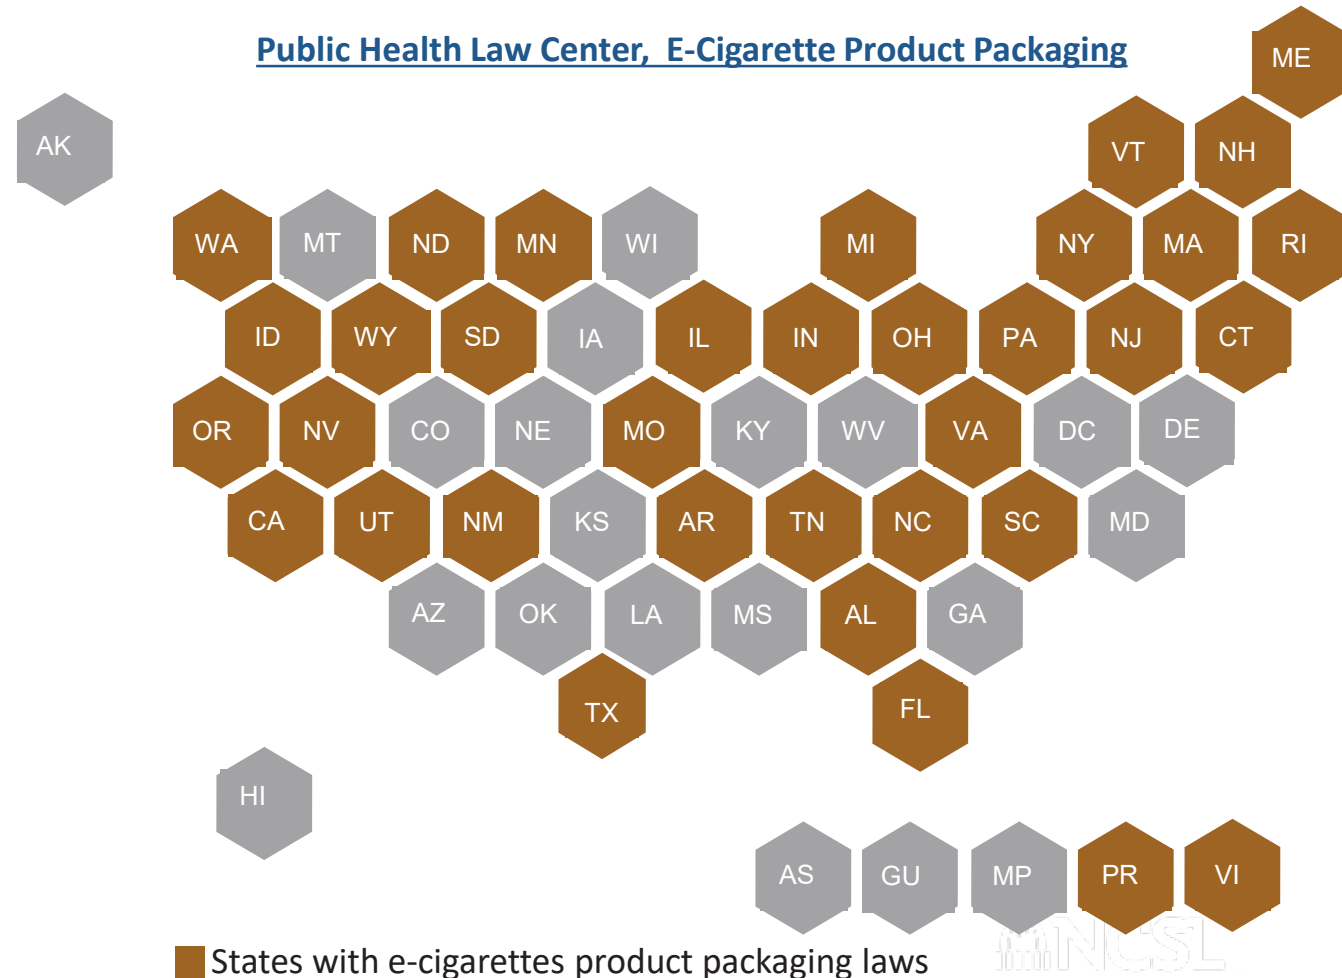 Public Health Law Center,  E-Cigarette Product Packaging
ME
AK
VT NH
WA MT ND MN WI MI NY MA RI
ID WY SD IA IL IN OH PA NJ CT
OR NV CO NE MO KY WV VA DC DE
CA UT NM KS AR TN NC SC MD
AZ OK LA MS AL GA
TX FL
HI
AS GU MP PR VI
States with e-cigarettes product packaging laws
NCSL